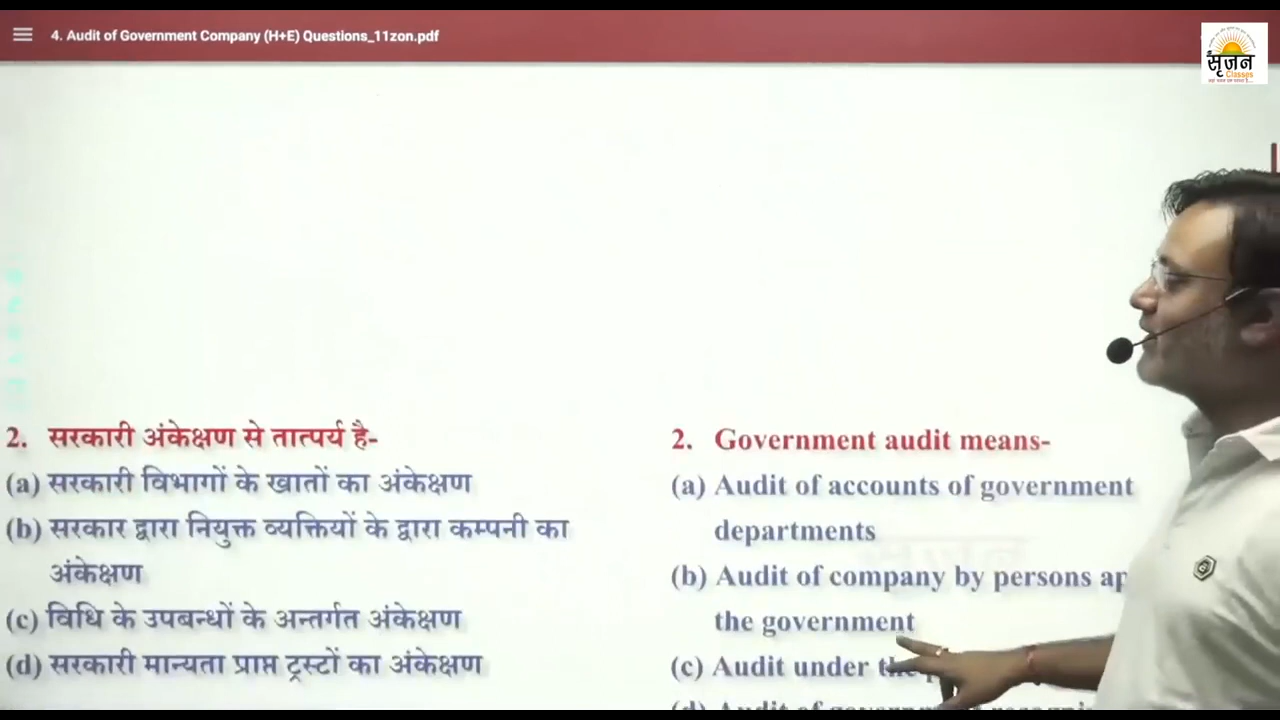 4. Audit of Government Company (H+E) Questions_11zon.pdf
सृजन
Classes
2. सरकारी अंकेक्षण से तात्पर्य है-
(a) सरकारी विभागों के खातों का अंकेक्षण
(b) सरकार द्वारा नियुक्त व्यक्तियों के द्वारा कम्पनी का
अंकेक्षण
(c) विधि के उपबन्धों के अन्तर्गत अंकेक्षण
(d) सरकारी मान्यता प्राप्त ट्रस्टों का अंकेक्षण
2. Government audit means-
(a) Audit of accounts of government
departments
(b) Audit of company by persons
the government
(c) Audit under
(d) Audit of